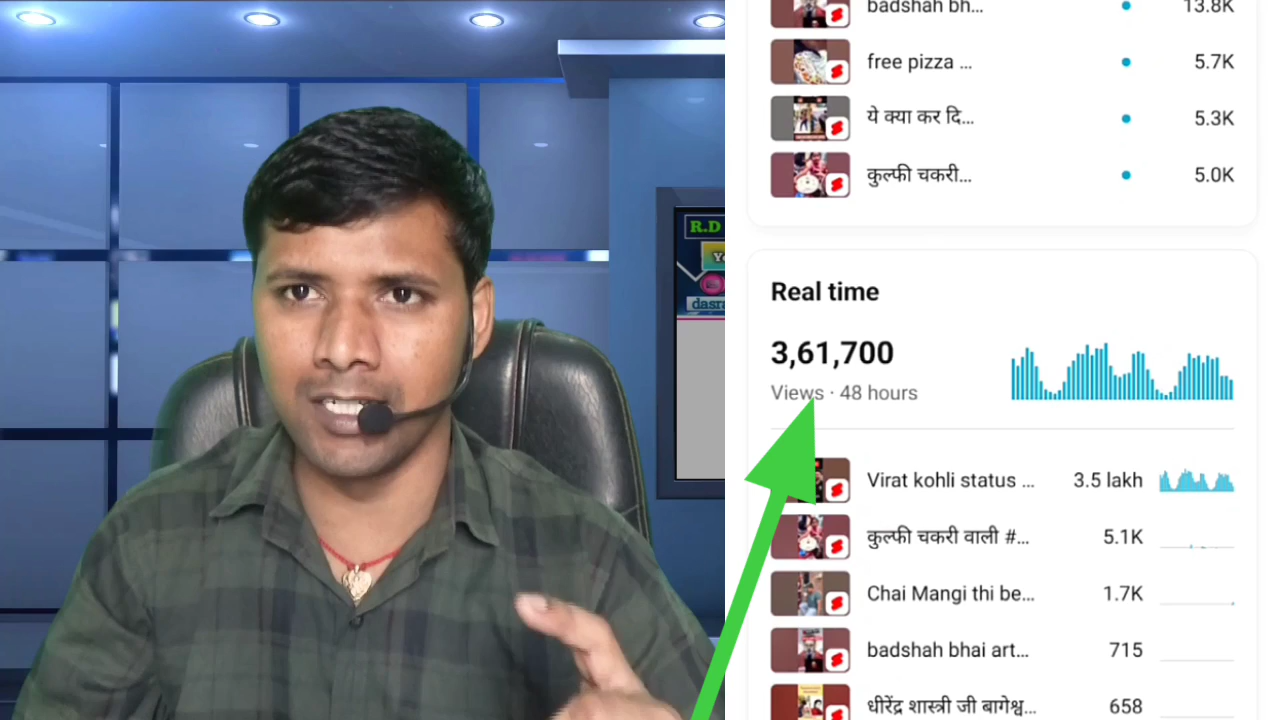 R.D
dasra
badshah bh...
13.8K
free pizza ...
5.7K
ये क्या कर दि...
5.3K
कुल्फी चकरी...
5.0K
Real time
3,61,700
Views · 48 hours
Virat kohli status ...
3.5 lakh
कुल्फी चकरी वाली #...
5.1K
Chai Mangi thi be...
1.7K
badshah bhai art...
715
धीरेंद्र शास्त्री जी बागेश्व...
658